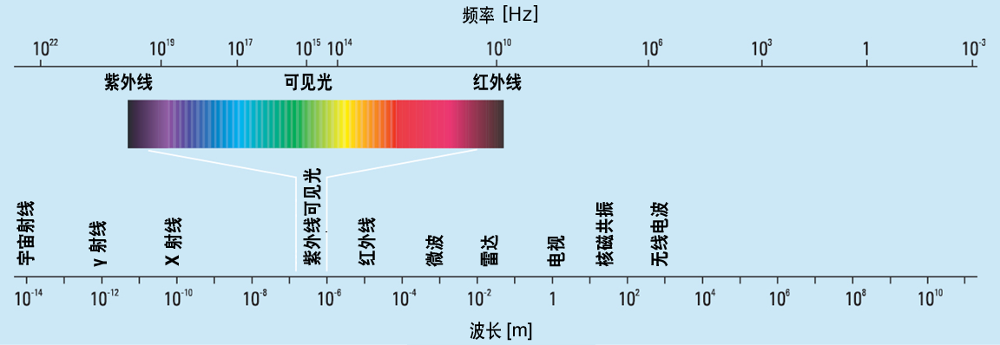 频率 [Hz]
10²² 10¹⁹ 10¹⁷ 10¹⁵ 10¹⁴ 10¹⁰ 10⁶ 10³ 1 10⁻³
紫外线 可见光 红外线
宇宙射线
γ 射线
X 射线
紫外线可见光
红外线
微波
雷达
电视
核磁共振
无线电波
10⁻¹⁴ 10⁻¹² 10⁻¹⁰ 10⁻⁸ 10⁻⁶ 10⁻⁴ 10⁻² 1 10² 10⁴ 10⁶ 10⁸ 10¹⁰
波长 [m]